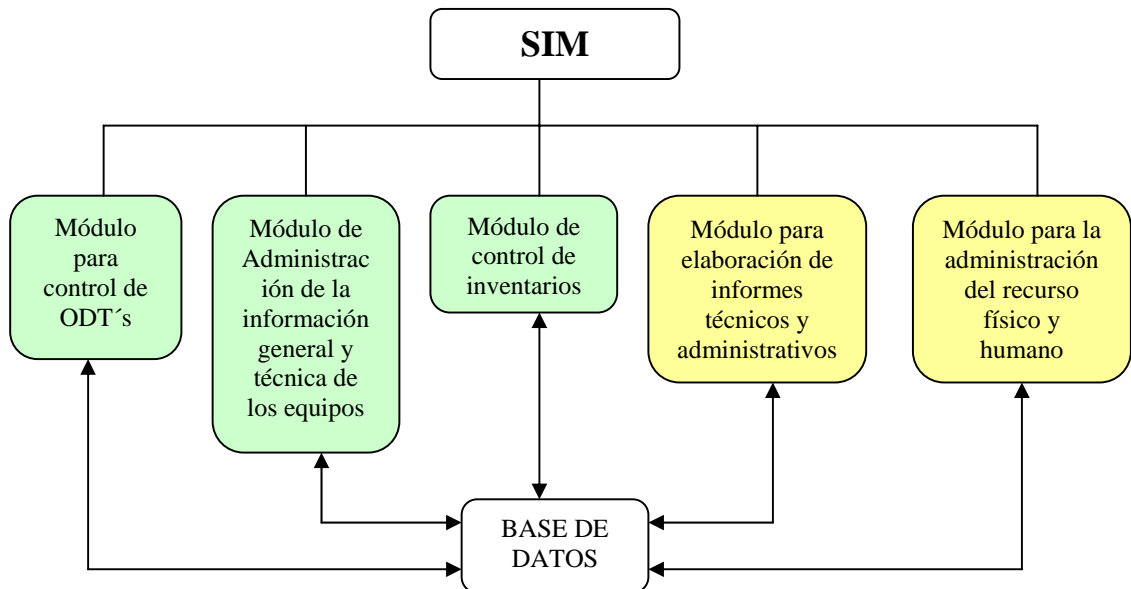 SIM
Módulo
para
control de
ODT´s
Módulo de
Administrac
ión de la
información
general y
técnica de
los equipos
Módulo de
control de
inventarios
Módulo para
elaboración de
informes
técnicos y
administrativos
Módulo para la
administración
del recurso
físico y
humano
BASE DE
DATOS